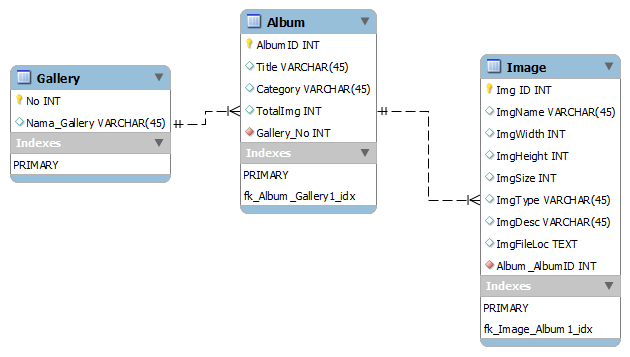 Gallery
No INT
Nama_Gallery VARCHAR(45)
Indexes
PRIMARY
Album
AlbumID INT
Title VARCHAR(45)
Category VARCHAR(45)
TotalImg INT
Gallery_No INT
Indexes
PRIMARY
fk_Album_Gallery1_idx
Image
Img ID INT
ImgName VARCHAR(45)
ImgWidth INT
ImgHeight INT
ImgSize INT
ImgType VARCHAR(45)
ImgDesc VARCHAR(45)
ImgFileLoc TEXT
Album_AlbumID INT
Indexes
PRIMARY
fk_Image_Album1_idx